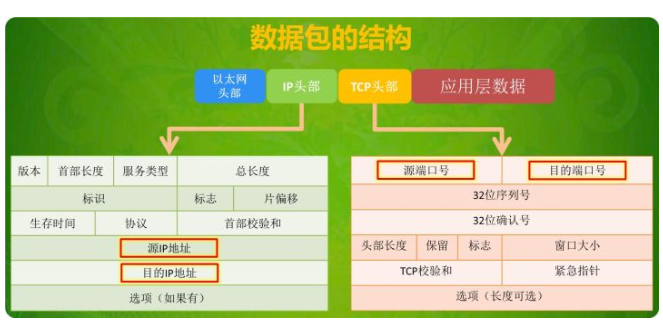 数据包的结构
以太网
头部
IP头部
TCP头部
应用层数据
版本 首部长度 服务类型 总长度
标识 标志 片偏移
生存时间 协议 首部校验和
源IP地址
目的IP地址
选项（如果有）
源端口号 目的端口号
32位序列号
32位确认号
头部长度 保留 标志 窗口大小
TCP校验和 紧急指针
选项（长度可选）